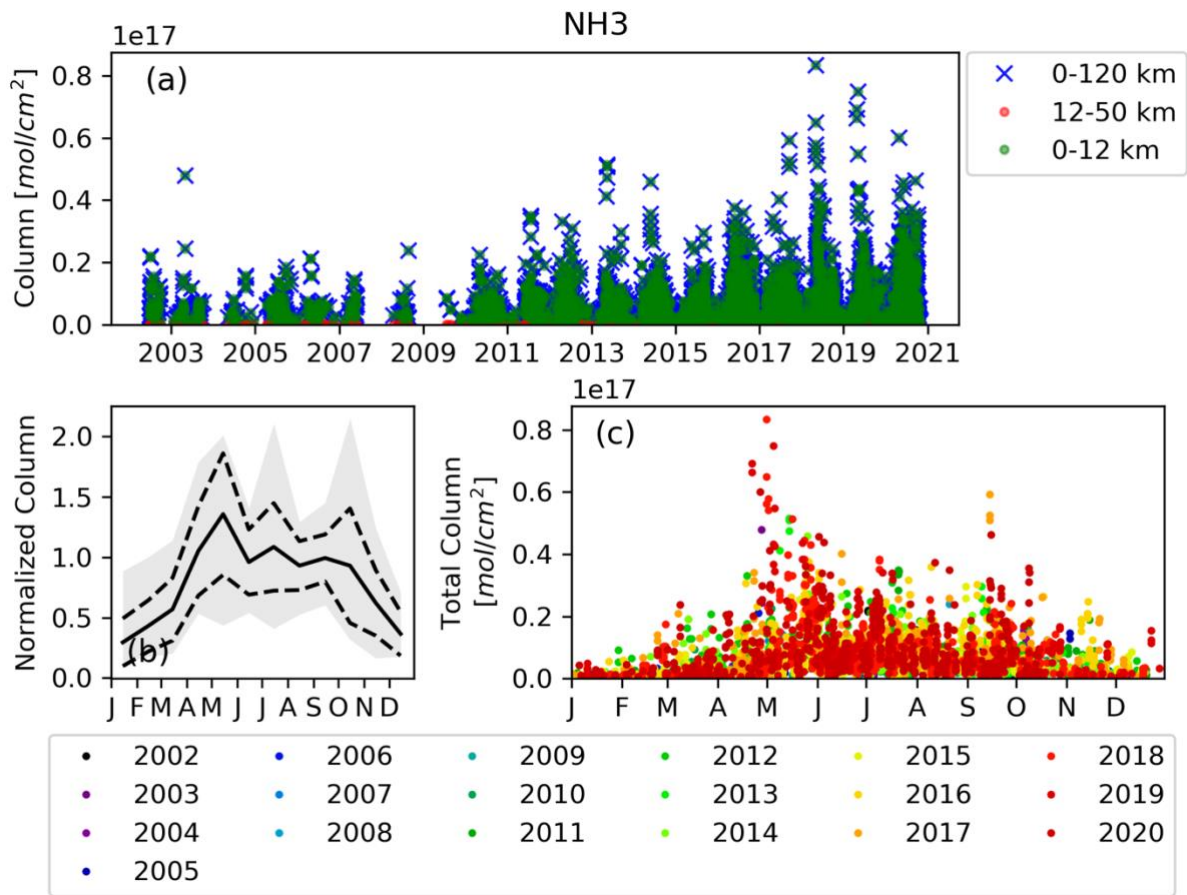 NH3
1e17
(a)
Column [mol/cm²]
0.8
0.6
0.4
0.2
0.0
2003 2005 2007 2009 2011 2013 2015 2017 2019 2021
0-120 km
12-50 km
0-12 km
Normalized Column
2.0
1.5
1.0
0.5
0.0
(b)
J F M A M J J A S O N D
1e17
(c)
Total Column
[mol/cm²]
0.8
0.6
0.4
0.2
0.0
J F M A M J J A S O N D
2002 2006 2009 2012 2015 2018
2003 2007 2010 2013 2016 2019
2004 2008 2011 2014 2017 2020
2005